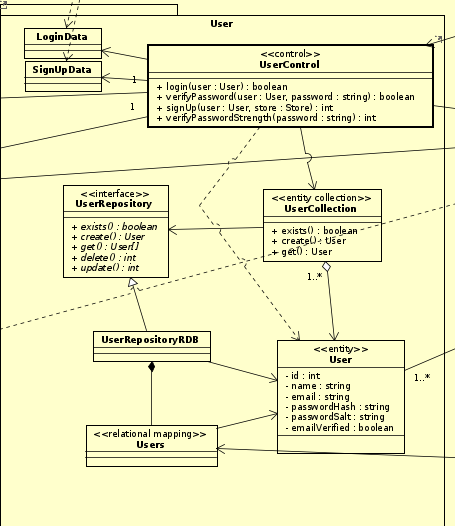 User
LoginData
SignUpData
<<control>>
UserControl
+ login(user : User) : boolean
+ verifyPassword(user : User, password : string) : boolean
+ signUp(user : User, store : Store) : int
+ verifyPasswordStrength(password : string) : int
1
1
<<interface>>
UserRepository
+ exists() : boolean
+ create() : User
+ get() : User[]
+ delete() : int
+ update() : int
<<entity collection>>
UserCollection
+ exists() : boolean
+ create() : User
+ get() : User
1..*
UserRepositoryRDB
<<entity>>
User
- id : int
- name : string
- email : string
- passwordHash : string
- passwordSalt : string
- emailVerified : boolean
1..*
<<relational mapping>>
Users